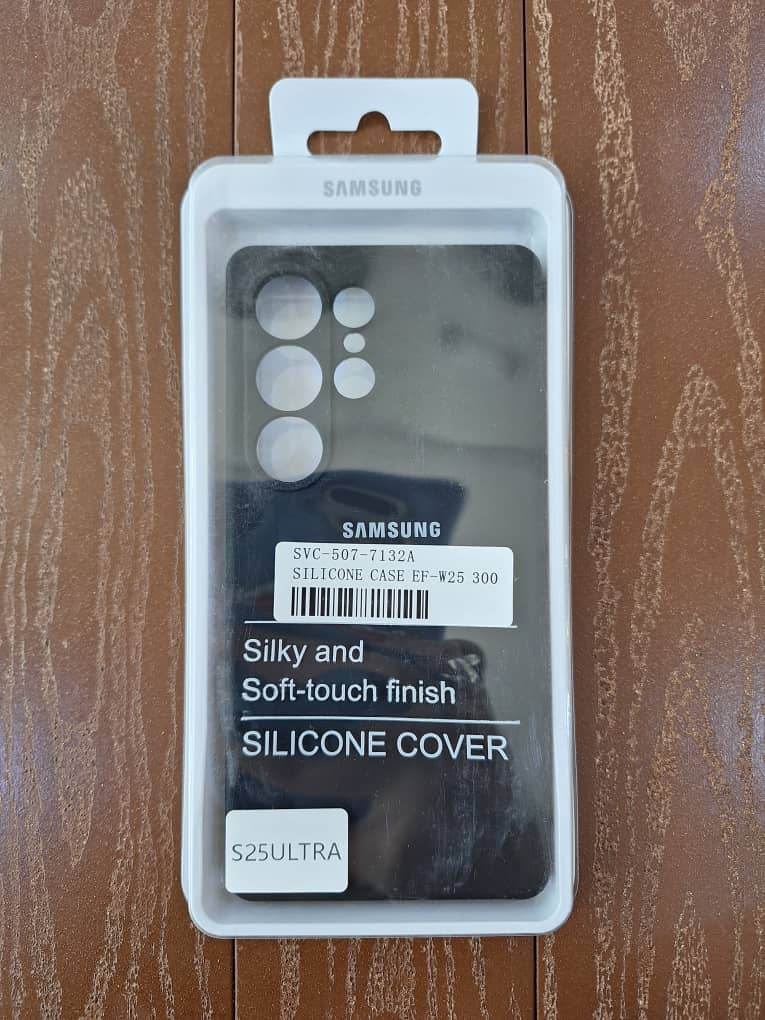 SAMSUNG
SAMSUNG
SVC-507-7132A
SILICONE CASE EF-W25 300
Silky and
Soft-touch finish
SILICONE COVER
S25ULTRA